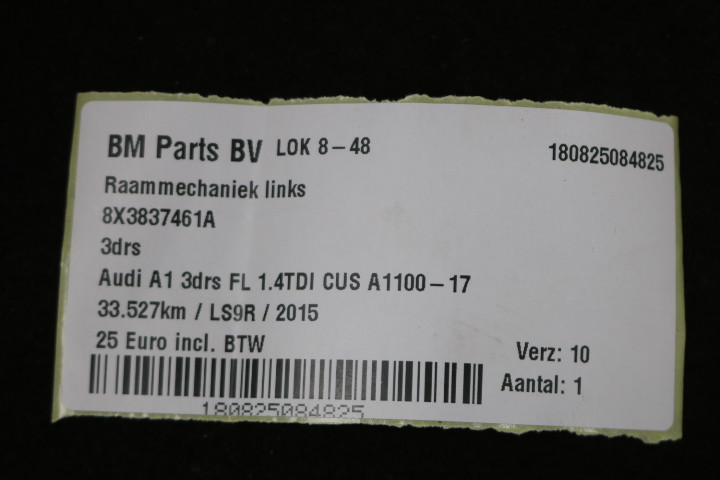 BM Parts BV LOK 8-48
180825084825
Raammechaniek links
8X3837461A
3drs
Audi A1 3drs FL 1.4TDI CUS A1100-17
33.527km / LS9R / 2015
25 Euro incl. BTW
Verz: 10
Aantal: 1
180825084825